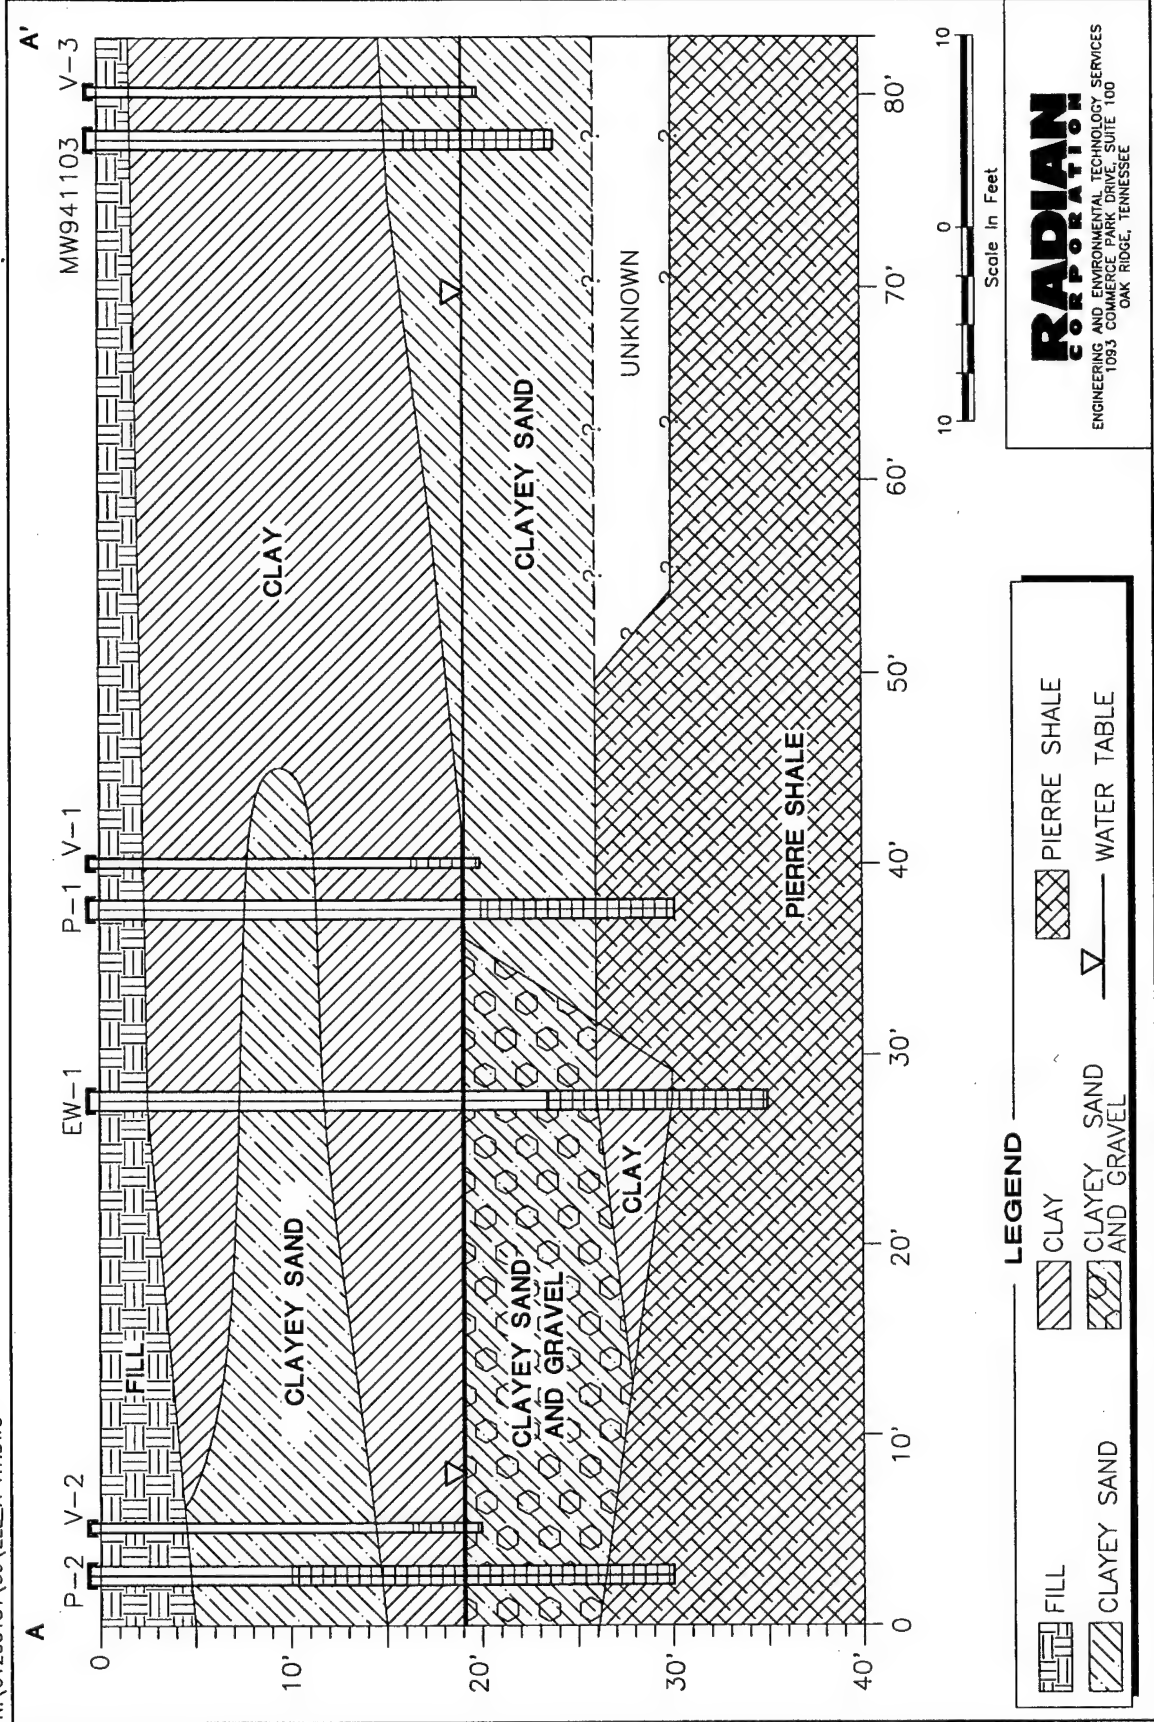 A
A'
P-2
V-2
EW-1
P-1
V-1
MW941103
V-3
0
10'
20'
30'
40'
FILL
CLAY
CLAYEY SAND
CLAYEY SAND
CLAYEY SAND
AND GRAVEL
CLAY
UNKNOWN
? ? ? ? ? ? ? ? ?
PIERRE SHALE
0
10'
20'
30'
40'
50'
60'
70'
80'
10
0
10
Scale In Feet
LEGEND
FILL
CLAY
PIERRE SHALE
CLAYEY SAND
CLAYEY SAND
AND GRAVEL
WATER TABLE
RADIAN
CORPORATION
ENGINEERING AND ENVIRONMENTAL TECHNOLOGY SERVICES
1093 COMMERCE PARK DRIVE, SUITE 100
OAK RIDGE, TENNESSEE